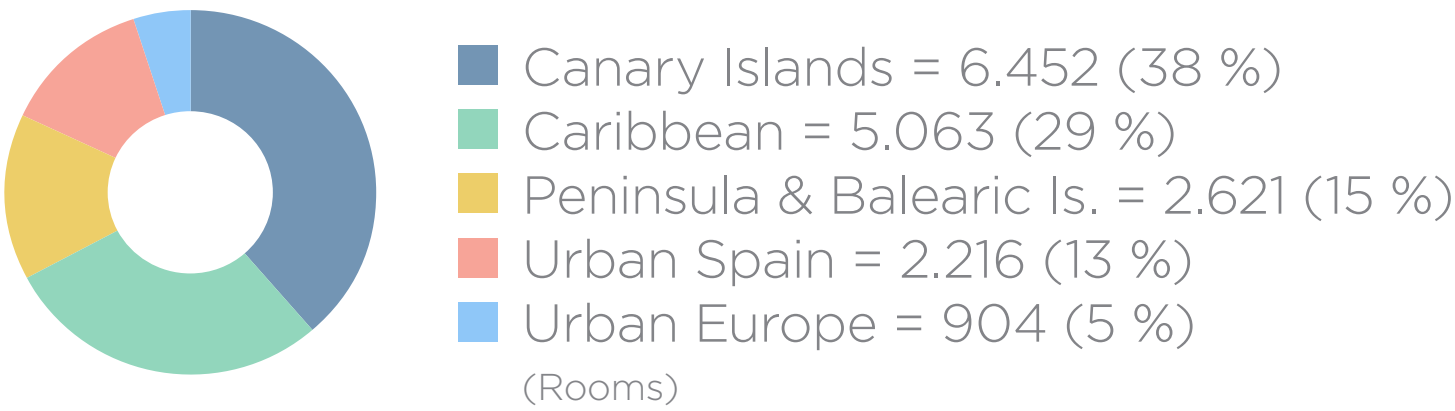 Canary Islands = 6.452 (38 %)
Caribbean = 5.063 (29 %)
Peninsula & Balearic Is. = 2.621 (15 %)
Urban Spain = 2.216 (13 %)
Urban Europe = 904 (5 %)
(Rooms)